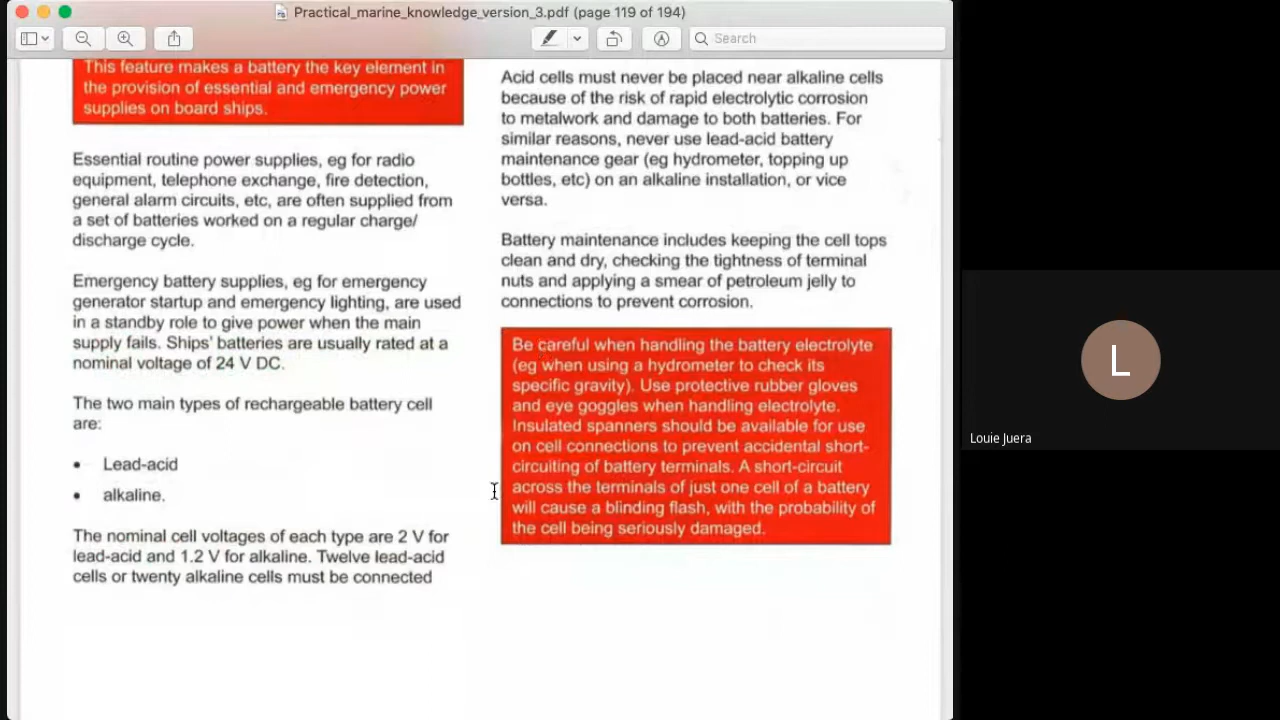 Practical_marine_knowledge_version_3.pdf (page 119 of 194)
Search
This feature makes a battery the key element in
the provision of essential and emergency power
supplies on board ships.
Essential routine power supplies, eg for radio
equipment, telephone exchange, fire detection,
general alarm circuits, etc, are often supplied from
a set of batteries worked on a regular charge/
discharge cycle.
Emergency battery supplies, eg for emergency
generator startup and emergency lighting, are used
in a standby role to give power when the main
supply fails. Ships' batteries are usually rated at a
nominal voltage of 24 V DC.
The two main types of rechargeable battery cell
are:
• Lead-acid
• alkaline.
The nominal cell voltages of each type are 2 V for
lead-acid and 1.2 V for alkaline. Twelve lead-acid
cells or twenty alkaline cells must be connected
Acid cells must never be placed near alkaline cells
because of the risk of rapid electrolytic corrosion
to metalwork and damage to both batteries. For
similar reasons, never use lead-acid battery
maintenance gear (eg hydrometer, topping up
bottles, etc) on an alkaline installation, or vice
versa.
Battery maintenance includes keeping the cell tops
clean and dry, checking the tightness of terminal
nuts and applying a smear of petroleum jelly to
connections to prevent corrosion.
Be careful when handling the battery electrolyte
(eg when using a hydrometer to check its
specific gravity). Use protective rubber gloves
and eye goggles when handling electrolyte.
Insulated spanners should be available for use
on cell connections to prevent accidental short-
circuiting of battery terminals. A short-circuit
across the terminals of just one cell of a battery
will cause a blinding flash, with the probability of
the cell being seriously damaged.
L
Louie Juera